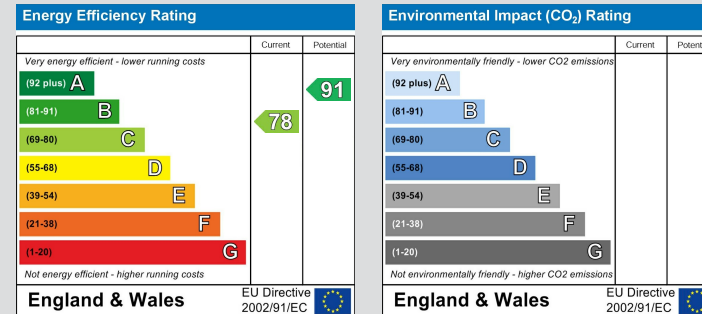 Energy Efficiency Rating
Current Potential
Very energy efficient - lower running costs
(92 plus) A
(81-91) B
(69-80) C
(55-68) D
(39-54) E
(21-38) F
(1-20) G
78
91
Not energy efficient - higher running costs
England & Wales
EU Directive
2002/91/EC
Environmental Impact (CO₂) Rating
Current Potent
Very environmentally friendly - lower CO2 emissions
(92 plus) A
(81-91) B
(69-80) C
(55-68) D
(39-54) E
(21-38) F
(1-20) G
Not environmentally friendly - higher CO2 emissions
England & Wales
EU Directive
2002/91/EC